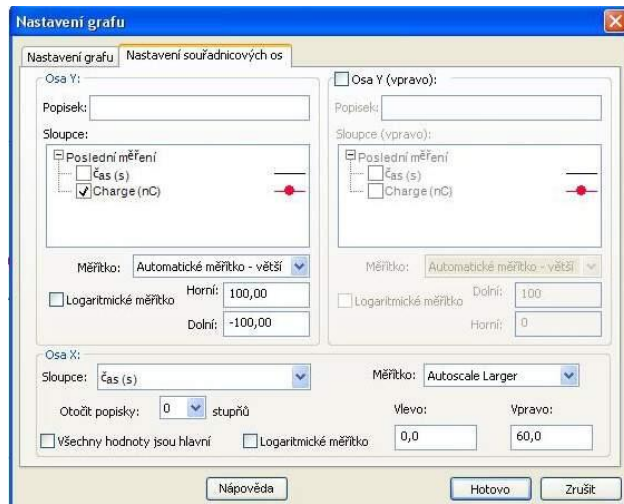 Nastavení grafu
Nastavení grafu
Nastavení souřadnicových os
Osa Y:
Popisek:
Sloupce:
Poslední měření
čas (s)
Charge (nC)
Měřítko: Automatické měřítko - větší
Logaritmické měřítko
Horní: 100,00
Dolní: -100,00
Osa Y (vpravo):
Popisek:
Sloupce (vpravo):
Poslední měření
čas (s)
Charge (nC)
Měřítko: Automatické měřítko - větší
Logaritmické měřítko
Dolní: 100
Horní: 0
Osa X:
Sloupce: čas (s)
Měřítko: Autoscale Larger
Otočit popisky: 0 stupňů
Vlevo: Vpravo:
Všechny hodnoty jsou hlavní Logaritmické měřítko 0,0 60,0
Nápověda Hotovo Zrušit